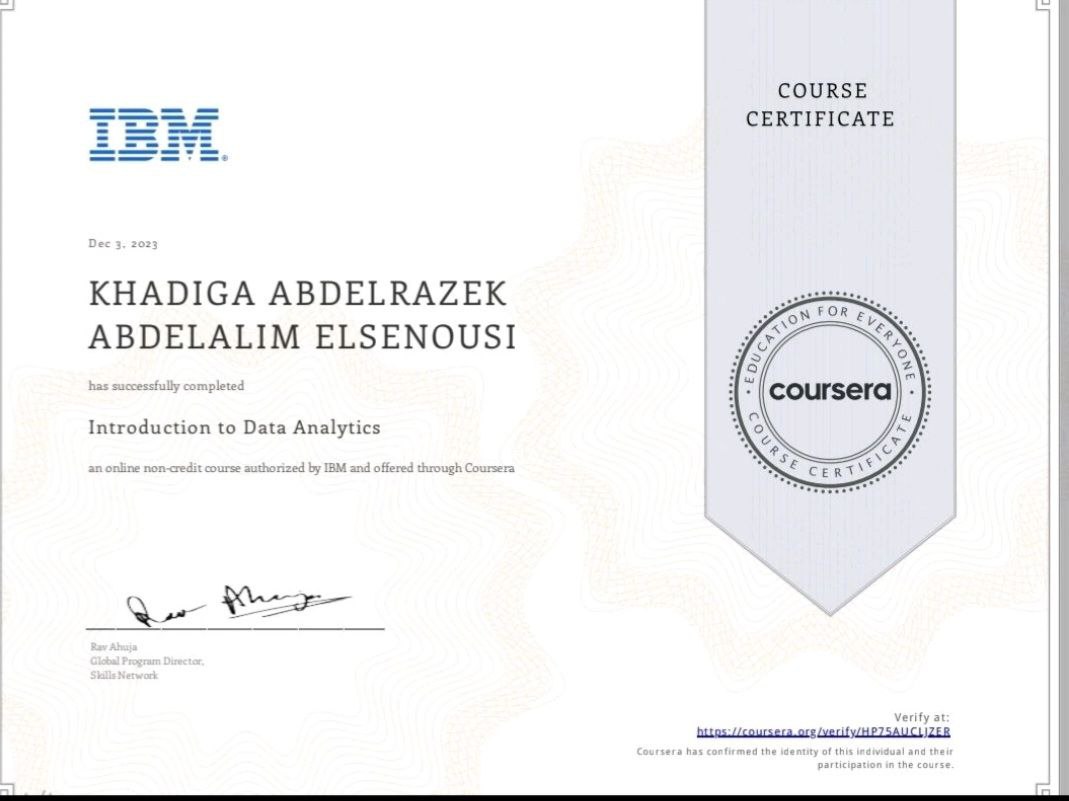 IBM®
Dec 3, 2023
KHADIGA ABDELRAZEK
ABDELALIM ELSENOUSI
has successfully completed
Introduction to Data Analytics
an online non-credit course authorized by IBM and offered through Coursera
Rav Ahuja
Rav Ahuja
Global Program Director,
Skills Network
COURSE
CERTIFICATE
EDUCATION FOR EVERYONE
coursera
COURSE CERTIFICATE
Verify at:
https://coursera.org/verify/HP75AUCLJZER
Coursera has confirmed the identity of this individual and their
participation in the course.